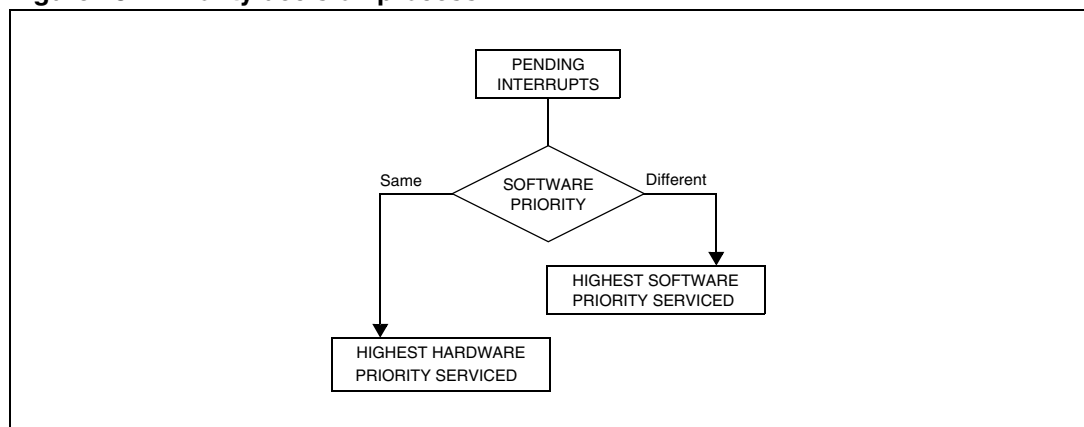 PENDING
INTERRUPTS
Same
SOFTWARE
PRIORITY
Different
HIGHEST SOFTWARE
PRIORITY SERVICED
HIGHEST HARDWARE
PRIORITY SERVICED